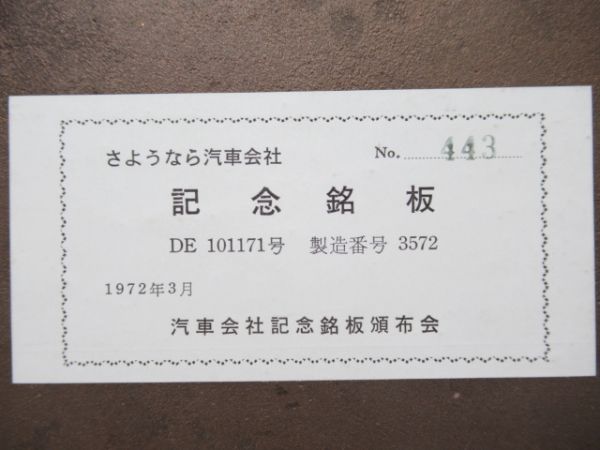 さようなら汽車会社 No. 443
記念銘板
DE 101171号 製造番号 3572
1972年3月
汽車会社記念銘板頒布会